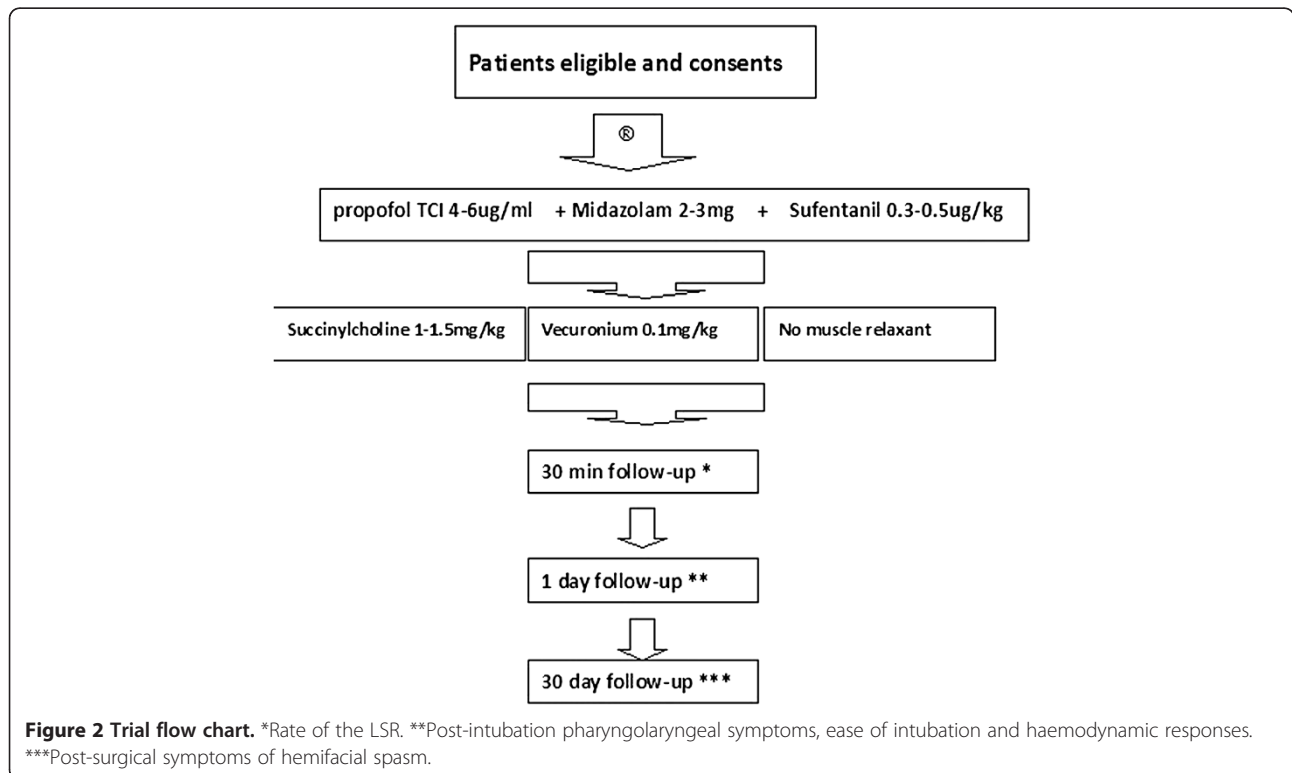 Patients eligible and consents
®
propofol TCI 4-6ug/ml + Midazolam 2-3mg + Sufentanil 0.3-0.5ug/kg
Succinylcholine 1-1.5mg/kg Vecuronium 0.1mg/kg No muscle relaxant
30 min follow-up *
1 day follow-up **
30 day follow-up ***
Figure 2 Trial flow chart. *Rate of the LSR. **Post-intubation pharyngolaryngeal symptoms, ease of intubation and haemodynamic responses.
***Post-surgical symptoms of hemifacial spasm.